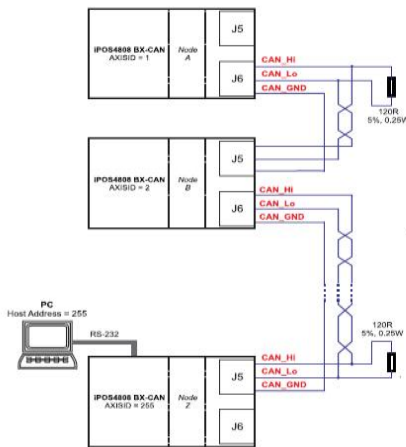 J5
iPOS4808 BX-CAN
AXISID = 1
Node
A
J6
CAN_Hi
CAN_Lo
CAN_GND
120R
5%, 0.25W
iPOS4808 BX-CAN
AXISID = 2
Node
B
J5
J6
CAN_Hi
CAN_Lo
CAN_GND
PC
Host Address = 255
RS-232
120R
5%, 0.25W
iPOS4808 BX-CAN
AXISID = 255
Node
Z
J5
J6
CAN_Hi
CAN_Lo
CAN_GND